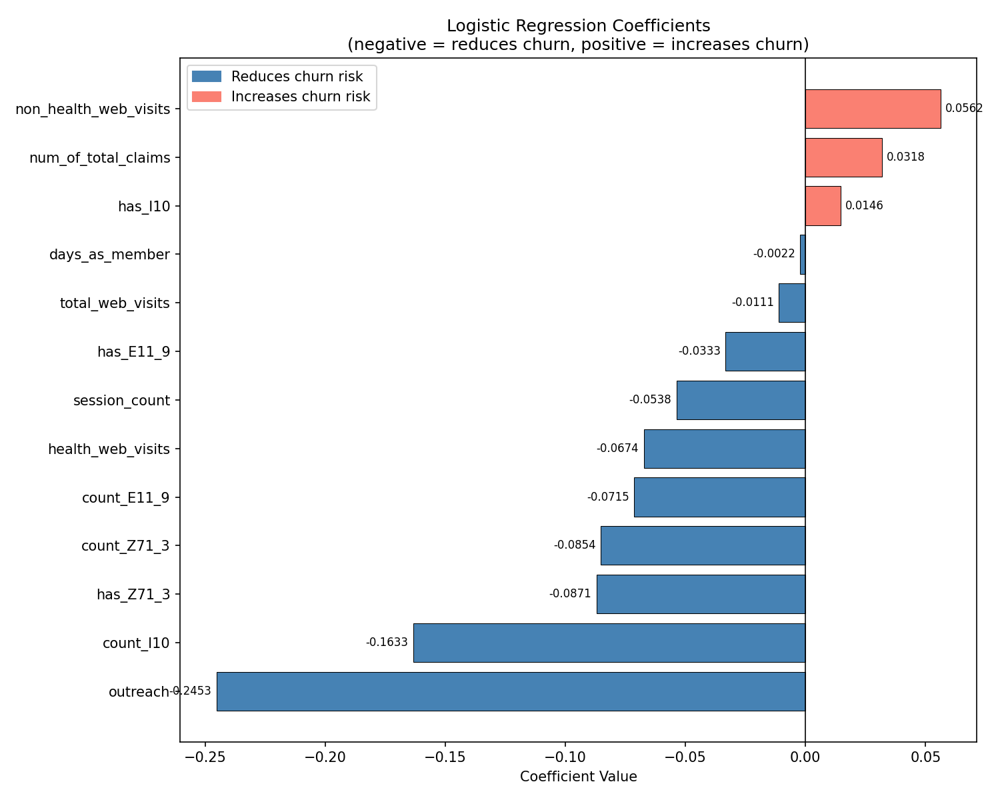 Logistic Regression Coefficients
(negative = reduces churn, positive = increases churn)
Reduces churn risk
Increases churn risk
non_health_web_visits 0.0562
num_of_total_claims 0.0318
has_I10 0.0146
days_as_member -0.0022
total_web_visits -0.0111
has_E11_9 -0.0333
session_count -0.0538
health_web_visits -0.0674
count_E11_9 -0.0715
count_Z71_3 -0.0854
has_Z71_3 -0.0871
count_I10 -0.1633
outreach -0.2453
−0.25 −0.20 −0.15 −0.10 −0.05 0.00 0.05
Coefficient Value